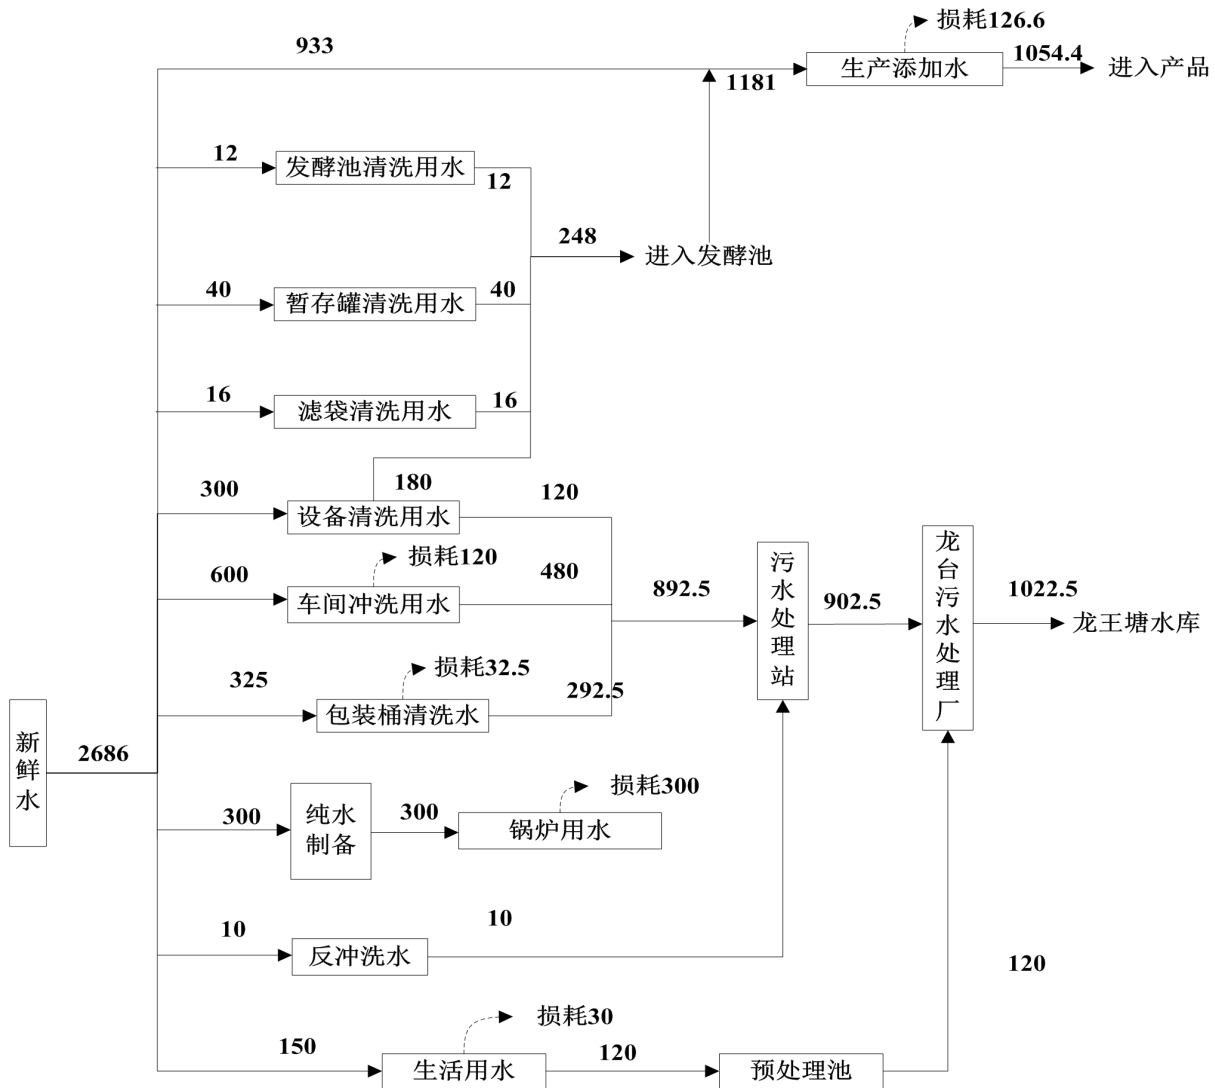 损耗126.6
933
1054.4
生产添加水
进入产品
1181
12
发酵池清洗用水
12
248
进入发酵池
40
暂存罐清洗用水
40
16
滤袋清洗用水
16
300
180
120
设备清洗用水
损耗120
600
480
车间冲洗用水
892.5
污水处理站
902.5
龙台污水处理厂
1022.5
龙王塘水库
损耗32.5
325
292.5
包装桶清洗水
新鲜水
2686
300
纯水
制备
300
损耗300
锅炉用水
10
反冲洗水
10
120
损耗30
150
生活用水
120
预处理池